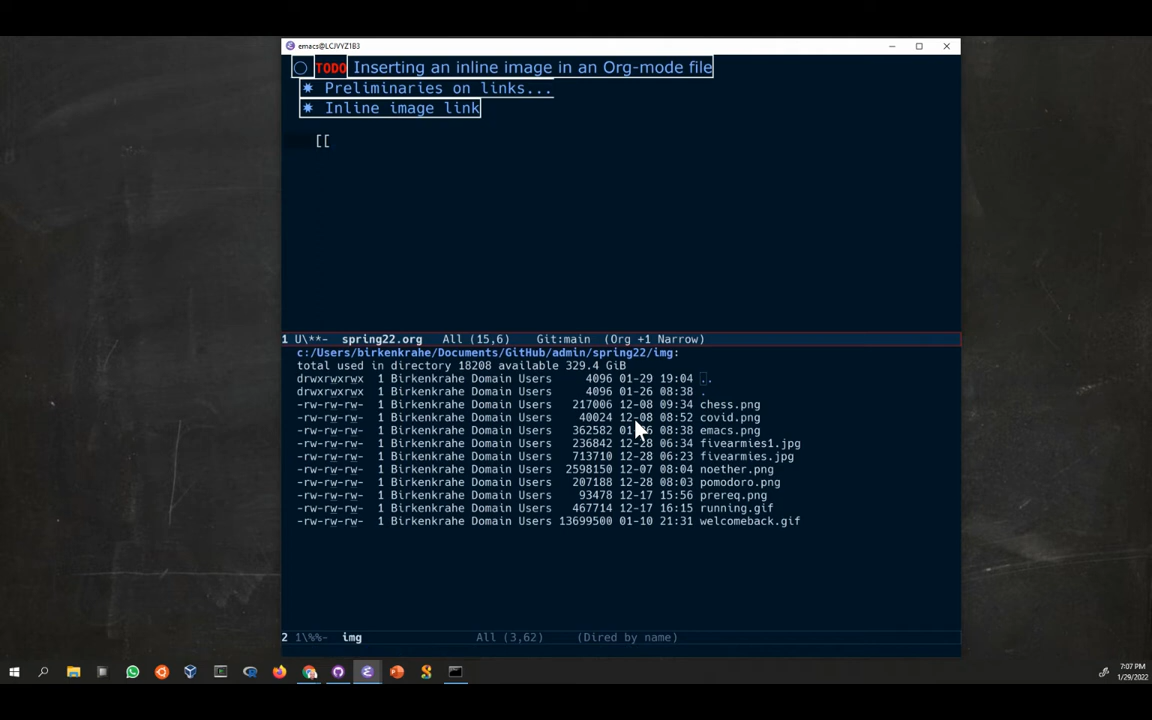 emacs@LCJVYZ1B3
TODO Inserting an inline image in an Org-mode file
Preliminaries on links...
Inline image link
[[
1 U\**- spring22.org All (15,6) Git:main (Org +1 Narrow)
c:/Users/birkenkrahe/Documents/GitHub/admin/spring22/img:
total used in directory 18208 available 329.4 GiB
drwxrwxrwx 1 Birkenkrahe Domain Users 4096 01-29 19:04 ..
drwxrwxrwx 1 Birkenkrahe Domain Users 4096 01-26 08:38 .
-rw-rw-rw- 1 Birkenkrahe Domain Users 217006 12-08 09:34 chess.png
-rw-rw-rw- 1 Birkenkrahe Domain Users 40024 12-08 08:52 covid.png
-rw-rw-rw- 1 Birkenkrahe Domain Users 362582 08:38 emacs.png
-rw-rw-rw- 1 Birkenkrahe Domain Users 236842 12-28 06:34 fivearmies1.jpg
-rw-rw-rw- 1 Birkenkrahe Domain Users 713710 12-28 06:23 fivearmies.jpg
-rw-rw-rw- 1 Birkenkrahe Domain Users 2598150 12-07 08:04 noether.png
-rw-rw-rw- 1 Birkenkrahe Domain Users 207188 12-28 08:03 pomodoro.png
-rw-rw-rw- 1 Birkenkrahe Domain Users 93478 12-17 15:56 prereq.png
-rw-rw-rw- 1 Birkenkrahe Domain Users 467714 12-17 16:15 running.gif
-rw-rw-rw- 1 Birkenkrahe Domain Users 13699500 01-10 21:31 welcomeback.gif
2 1\%%- img All (3,62) (Dired by name)
7:07 PM
1/29/2022